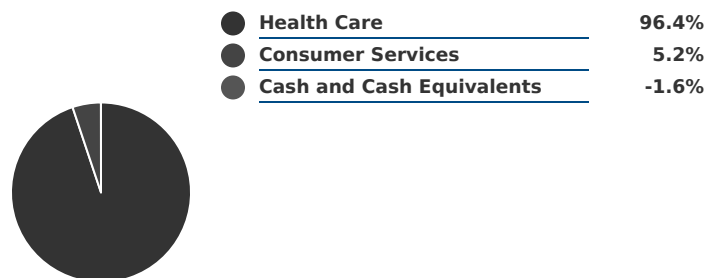 Health Care 96.4%
Consumer Services 5.2%
Cash and Cash Equivalents -1.6%